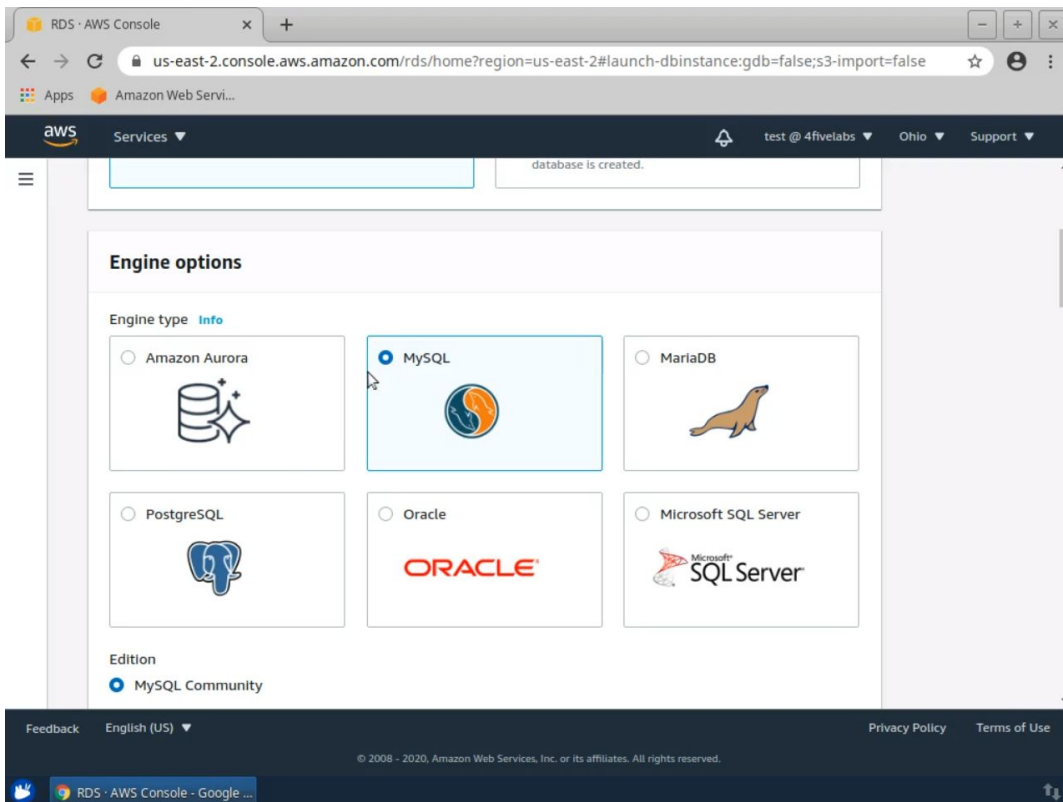 RDS · AWS Console
us-east-2.console.aws.amazon.com/rds/home?region=us-east-2#launch-dbinstance:gdb=false;s3-import=false
Apps Amazon Web Servi...
aws Services test @ 4fivelabs Ohio Support
database is created.
Engine options
Engine type Info
Amazon Aurora MySQL MariaDB
PostgreSQL Oracle Microsoft SQL Server
ORACLE Microsoft SQL Server
Edition
MySQL Community
Feedback English (US) Privacy Policy Terms of Use
© 2008 - 2020, Amazon Web Services, Inc. or its affiliates. All rights reserved.
RDS · AWS Console - Google ...